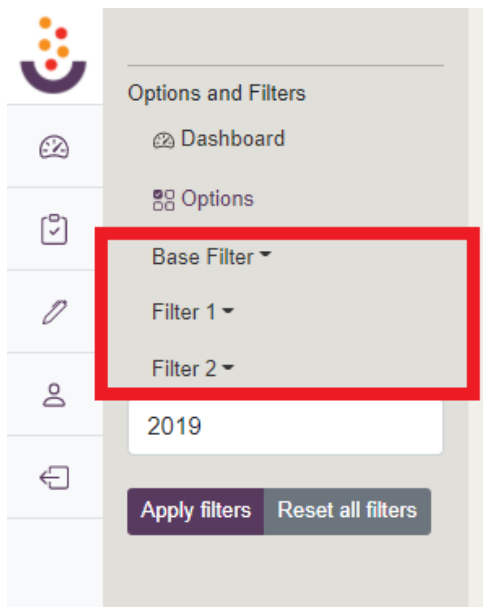 Options and Filters
Dashboard
Options
Base Filter
Filter 1
Filter 2
2019
Apply filters Reset all filters